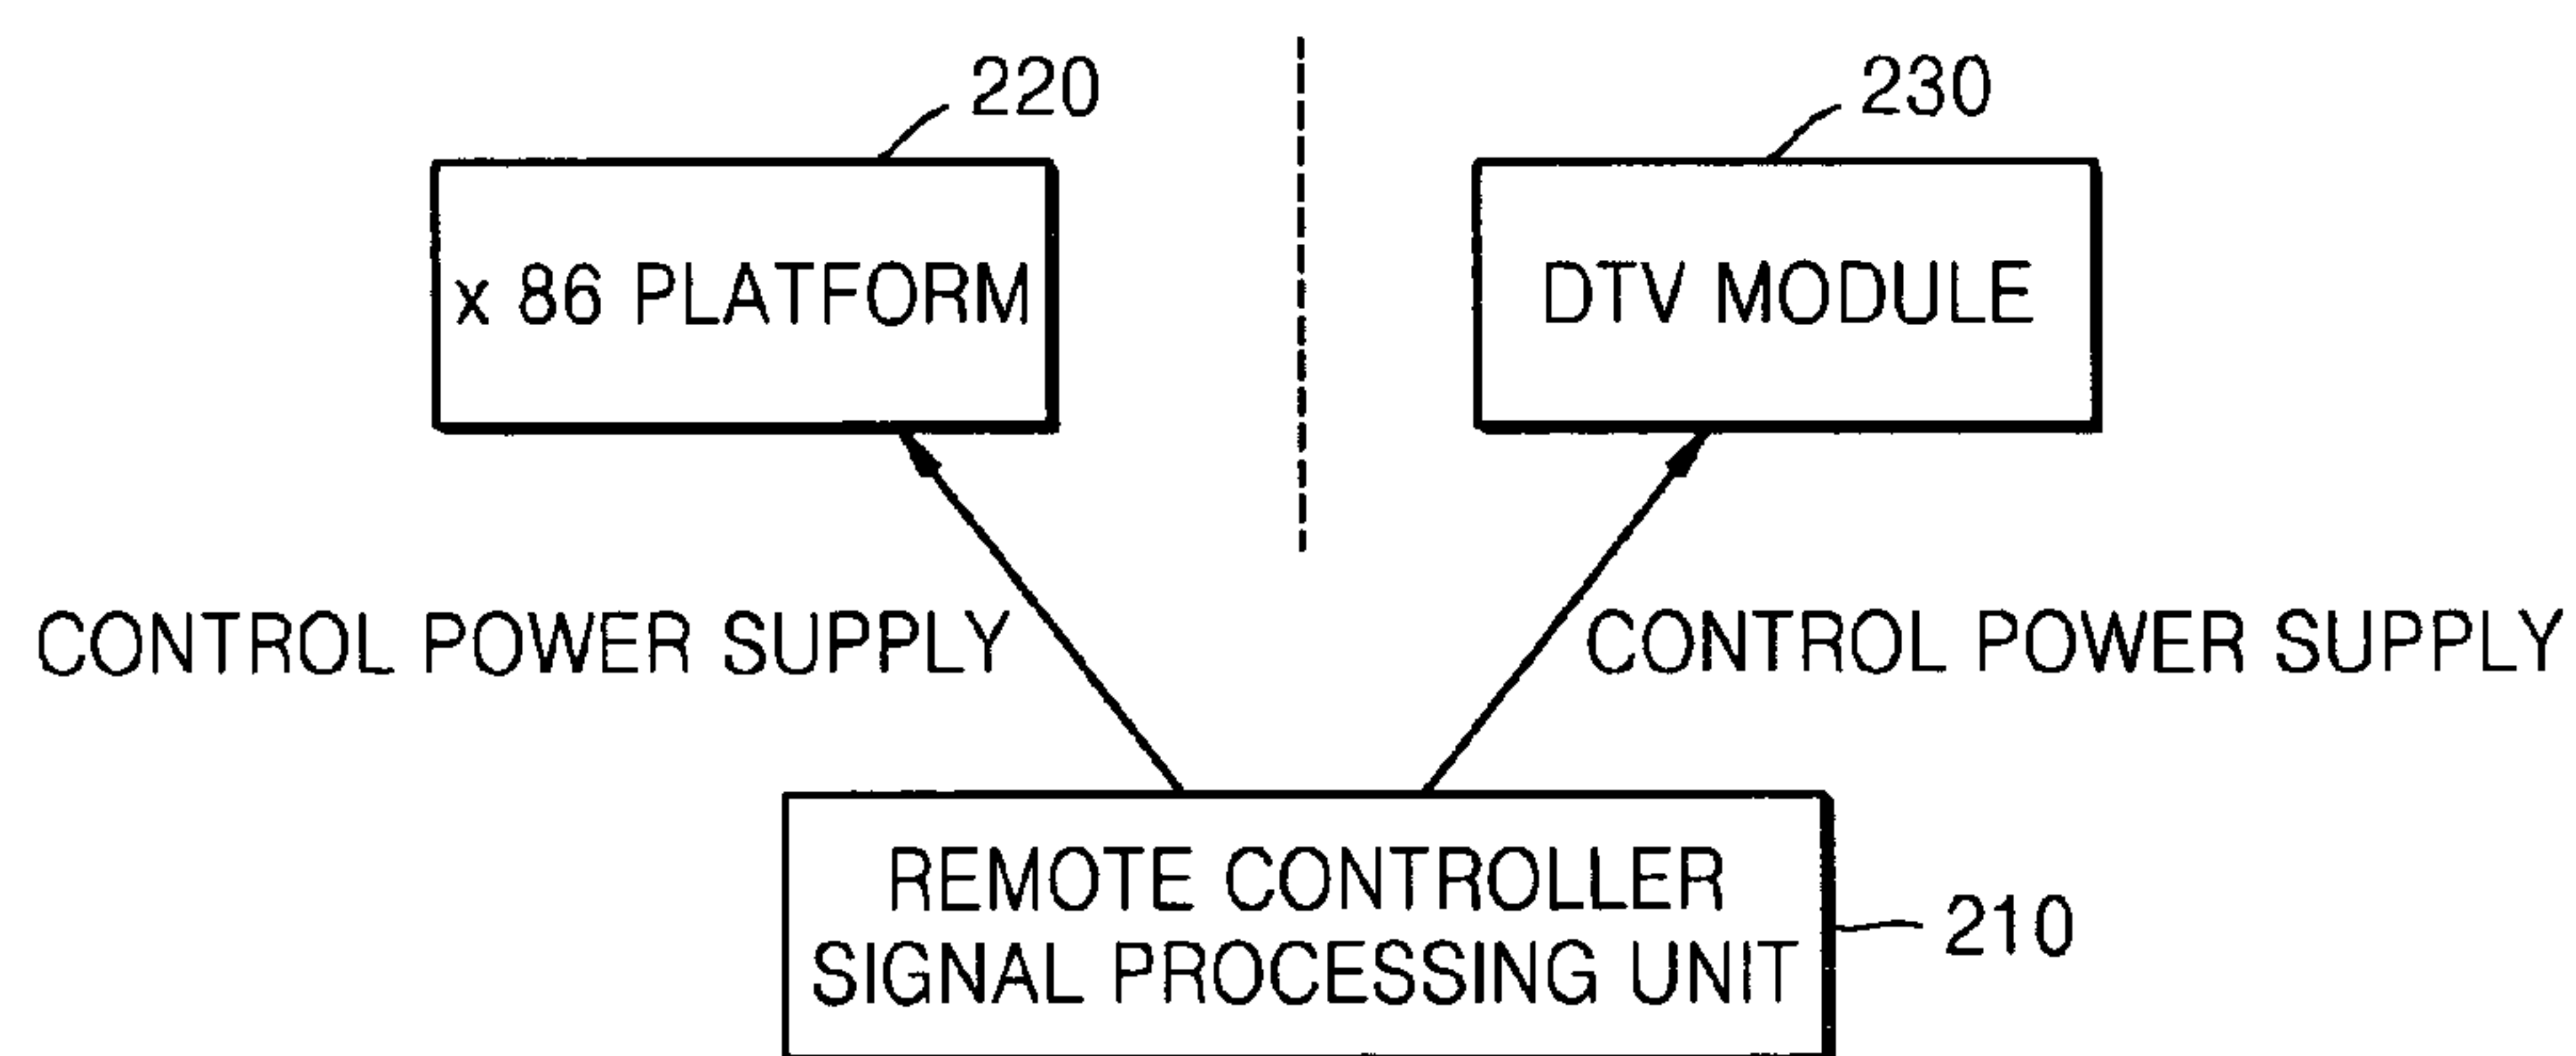 220
230
x 86 PLATFORM
DTV MODULE
CONTROL POWER SUPPLY
CONTROL POWER SUPPLY
REMOTE CONTROLLER
SIGNAL PROCESSING UNIT
210